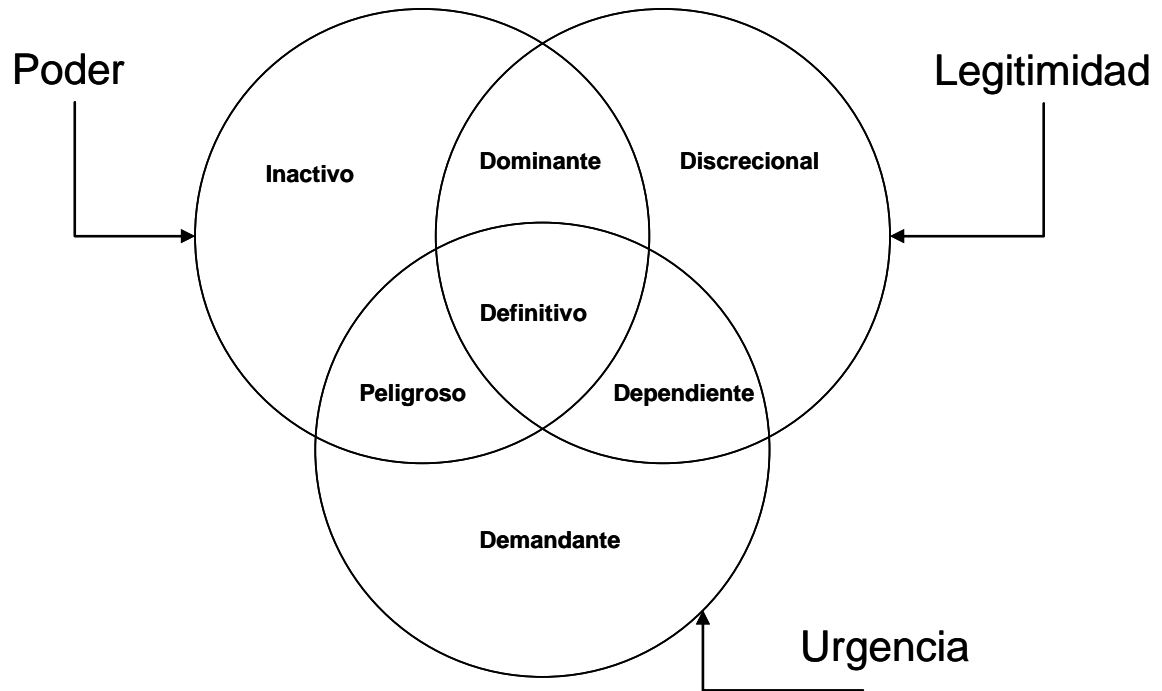 Poder
Legitimidad
Inactivo
Dominante
Discrecional
Definitivo
Peligroso
Dependiente
Demandante
Urgencia